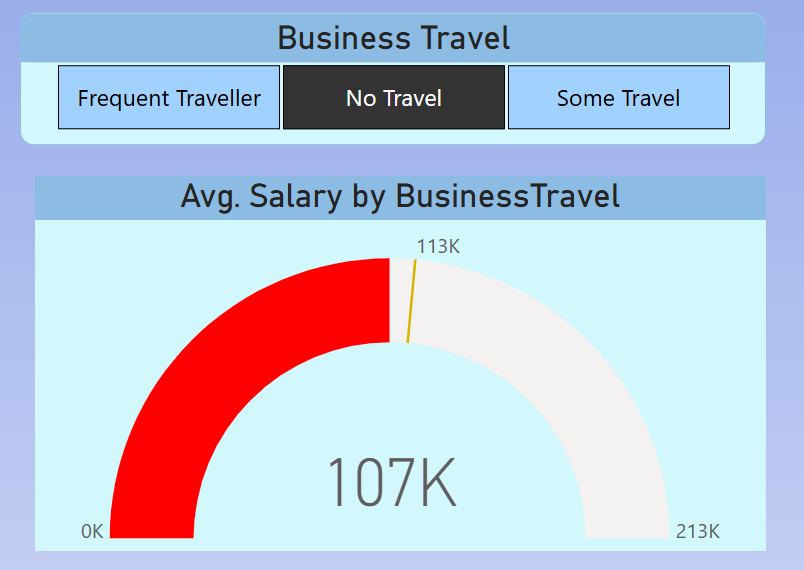 Business Travel
Frequent Traveller No Travel Some Travel
Avg. Salary by BusinessTravel
113K
107K
0K 213K